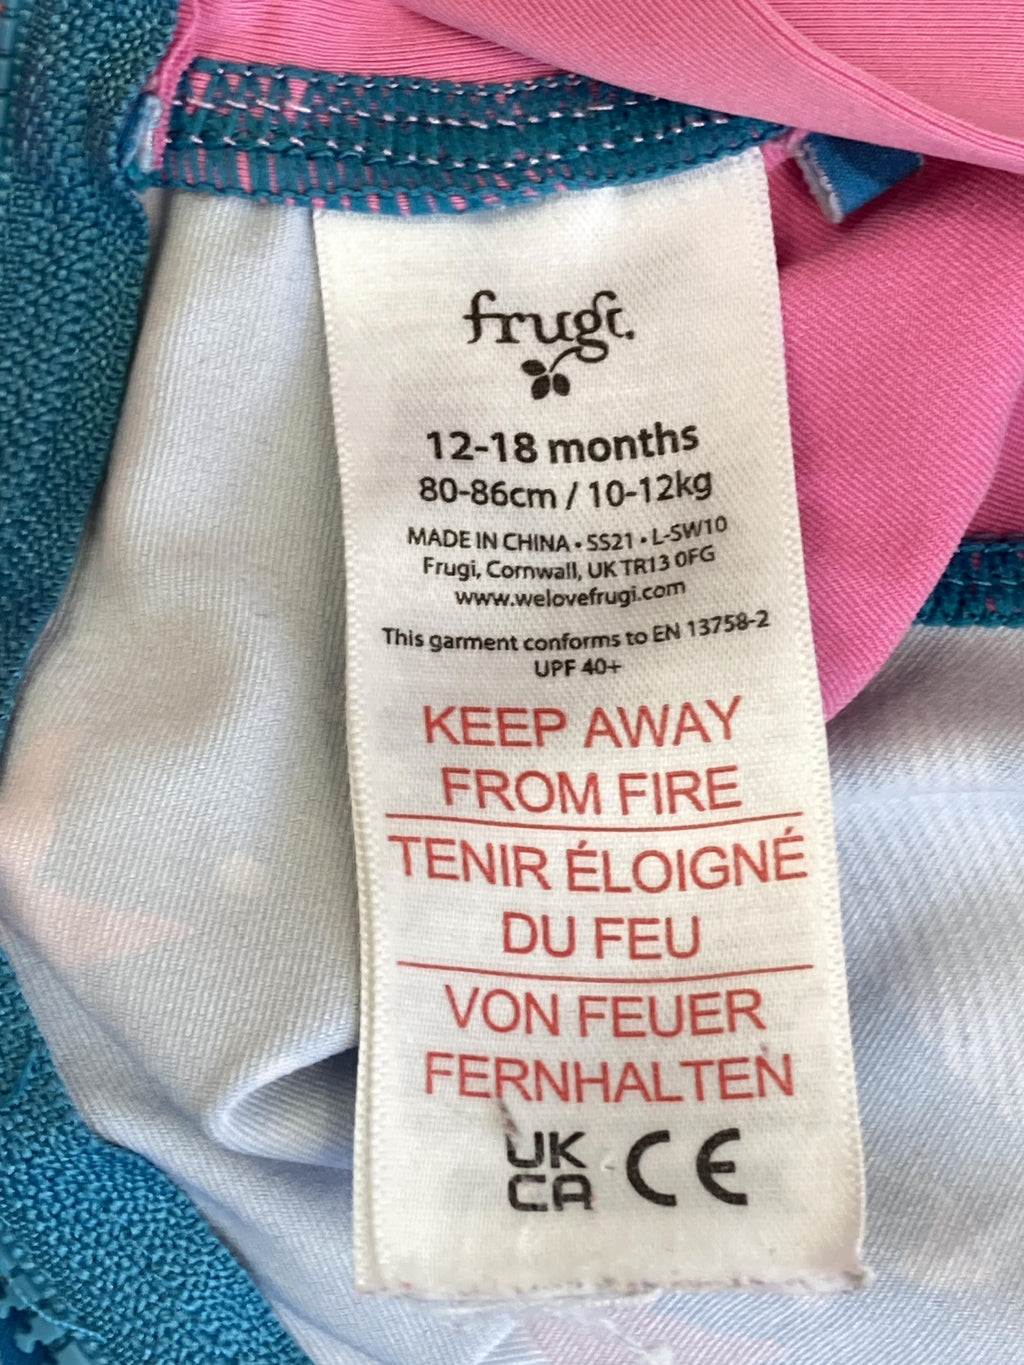 frugi.
12-18 months
80-86cm / 10-12kg
MADE IN CHINA • SS21 • L-SW10
Frugi, Cornwall, UK TR13 0FG
www.welovefrugi.com
This garment conforms to EN 13758-2
UPF 40+
KEEP AWAY
FROM FIRE
TENIR ÉLOIGNÉ
DU FEU
VON FEUER
FERNHALTEN
UK
CA CE